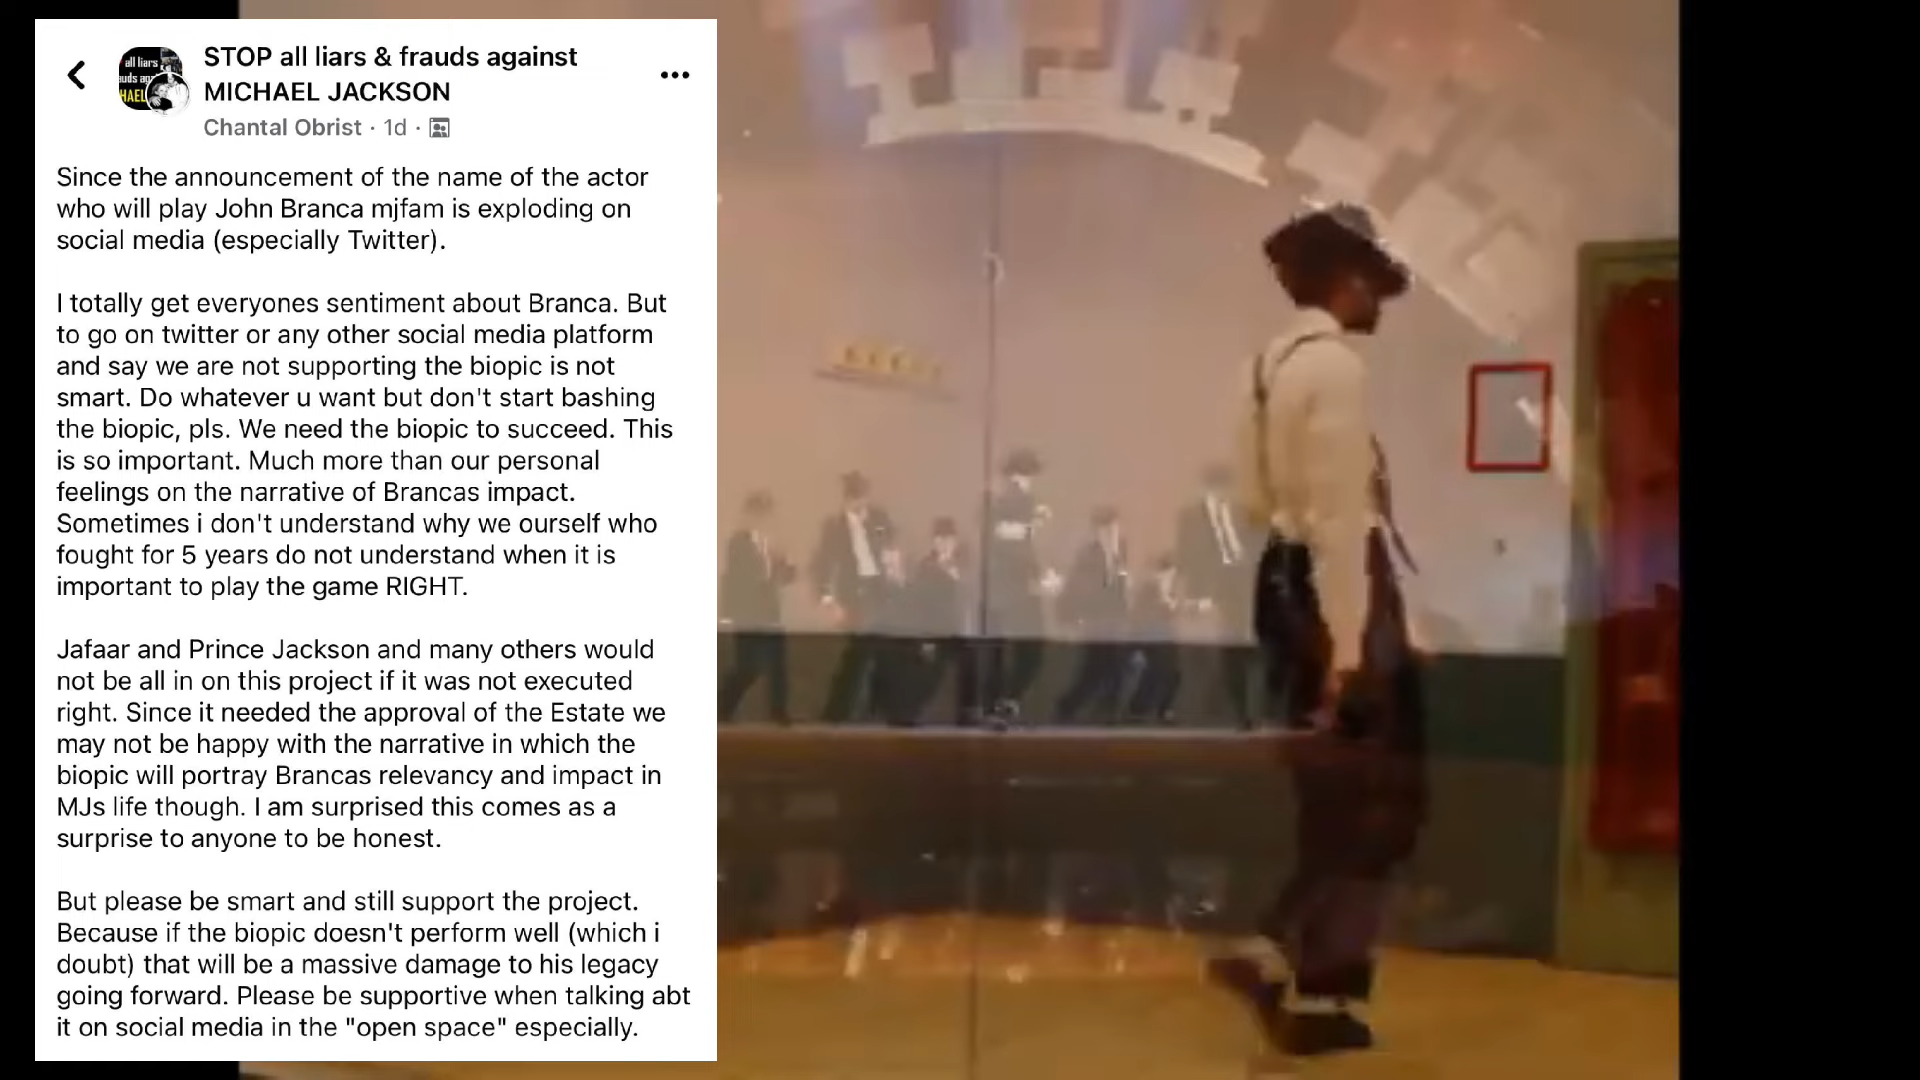 STOP all liars & frauds against
MICHAEL JACKSON
Chantal Obrist · 1d ·
all liars
HAEL
Since the announcement of the name of the actor
who will play John Branca mjfam is exploding on
social media (especially Twitter).
I totally get everyones sentiment about Branca. But
to go on twitter or any other social media platform
and say we are not supporting the biopic is not
smart. Do whatever u want but don't start bashing
the biopic, pls. We need the biopic to succeed. This
is so important. Much more than our personal
feelings on the narrative of Brancas impact.
Sometimes i don't understand why we ourself who
fought for 5 years do not understand when it is
important to play the game RIGHT.
Jafaar and Prince Jackson and many others would
not be all in on this project if it was not executed
right. Since it needed the approval of the Estate we
may not be happy with the narrative in which the
biopic will portray Brancas relevancy and impact in
MJs life though. I am surprised this comes as a
surprise to anyone to be honest.
But please be smart and still support the project.
Because if the biopic doesn't perform well (which i
doubt) that will be a massive damage to his legacy
going forward. Please be supportive when talking abt
it on social media in the "open space" especially.